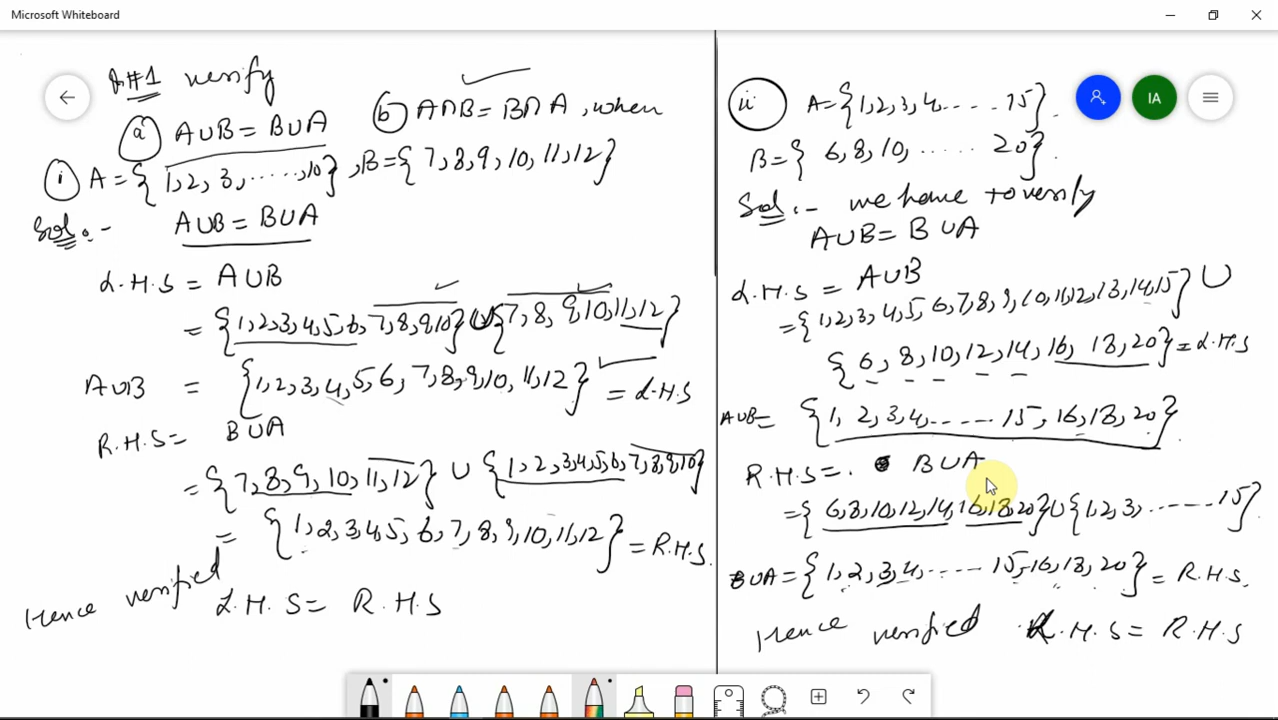 Microsoft Whiteboard
Q#1 verify
(a) A∪B = B∪A (b) A∩B = B∩A, when
(i) A = {1,2,3,.....,10}, B = {7,8,9,10,11,12}
Sol:- A∪B = B∪A
L.H.S = A∪B
= {1,2,3,4,5,6,7,8,9,10} ∪ {7,8,9,10,11,12}
A∪B = {1,2,3,4,5,6,7,8,9,10,11,12} = L.H.S
R.H.S = B∪A
= {7,8,9,10,11,12} ∪ {1,2,3,4,5,6,7,8,9,10}
= {1,2,3,4,5,6,7,8,9,10,11,12} = R.H.S.
Hence verified L.H.S = R.H.S
(ii) A = {1,2,3,4,.....15}.
B = {6,8,10,.....20}.
Sol:- we have to verify
A∪B = B∪A
L.H.S = A∪B
= {1,2,3,4,5,6,7,8,9,10,11,12,13,14,15} ∪
{6,8,10,12,14,16,18,20} = L.H.S
A∪B = {1,2,3,4,.....15,16,18,20}
R.H.S = B∪A
= {6,8,10,12,14,16,18,20} ∪ {1,2,3,.....15}.
B∪A = {1,2,3,4,.....15,16,18,20} = R.H.S.
Hence verified L.H.S = R.H.S
IA